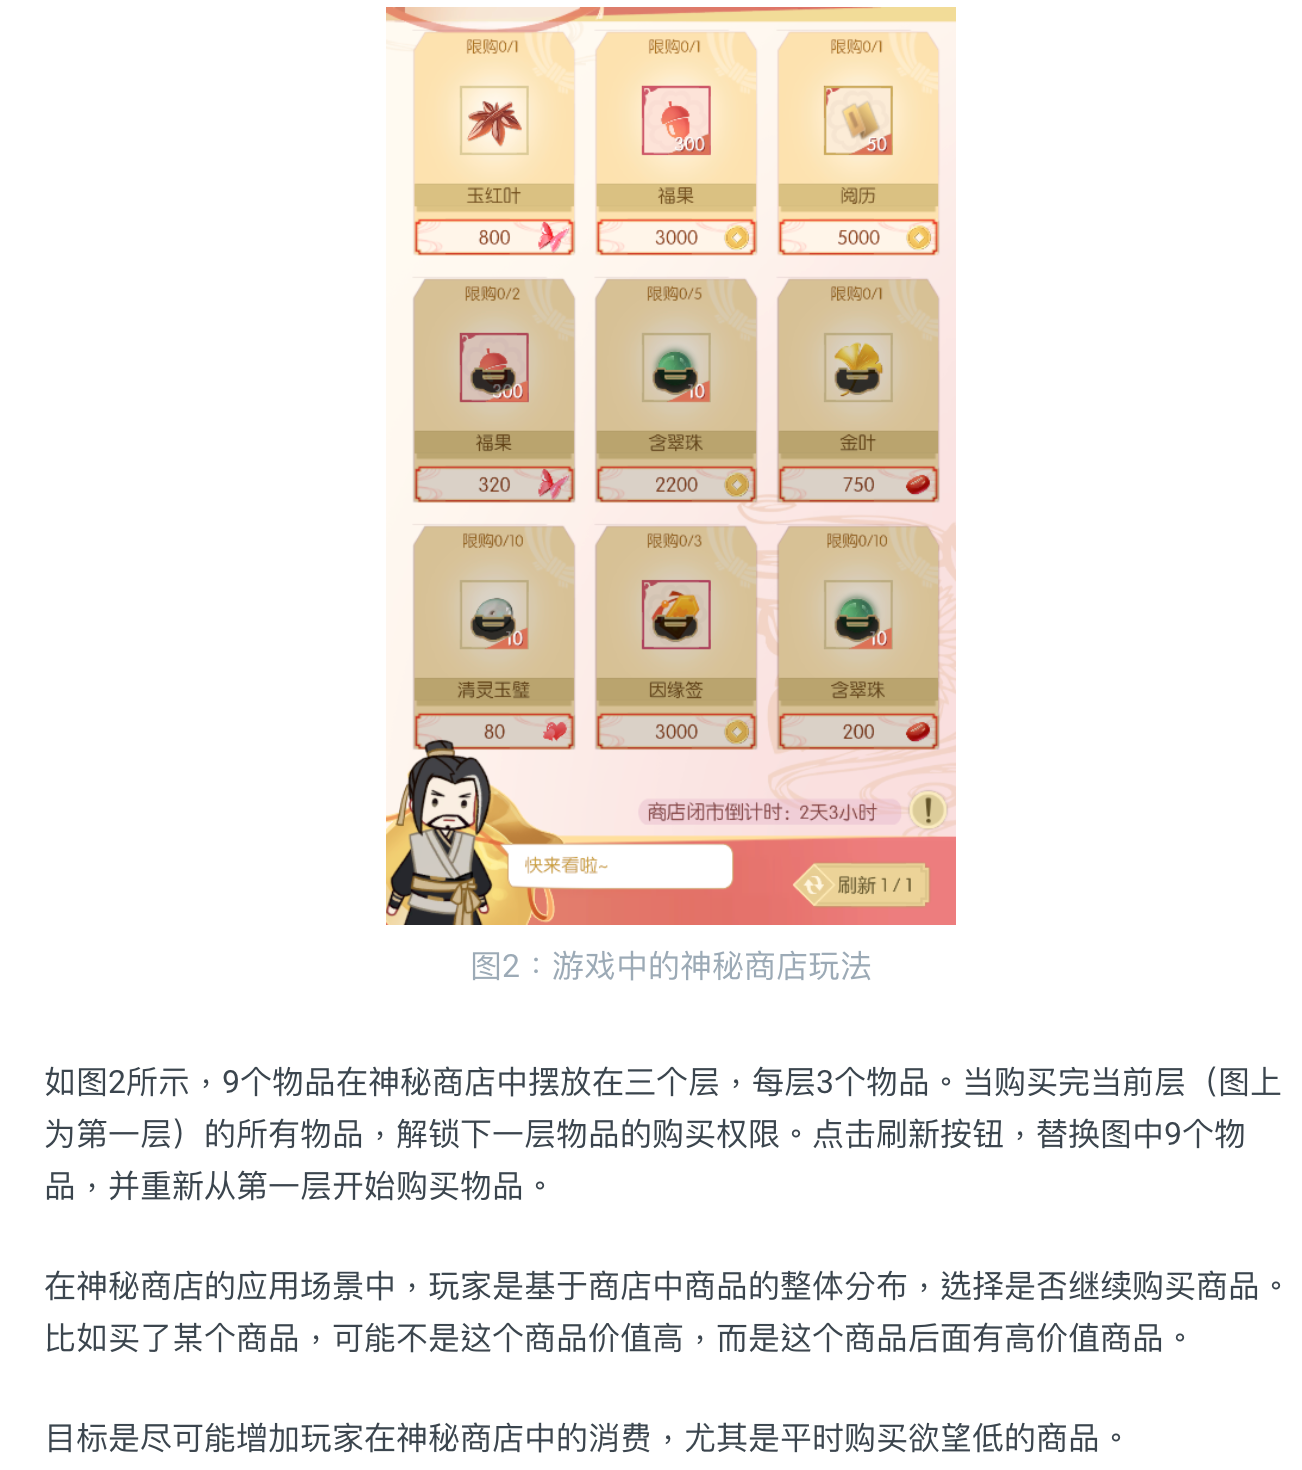 限购0/1 限购0/1 限购0/1
300 50
玉红叶 福果 阅历
800 3000 5000
限购0/2 限购0/5 限购0/1
300 10
福果 含翠珠 金叶
320 2200 750
限购0/10 限购0/3 限购0/10
10 10
清灵玉璧 因缘签 含翠珠
80 3000 200
商店闭市倒计时：2天3小时
快来看啦~
刷新 1 / 1
图2：游戏中的神秘商店玩法
如图2所示，9个物品在神秘商店中摆放在三个层，每层3个物品。当购买完当前层（图上
为第一层）的所有物品，解锁下一层物品的购买权限。点击刷新按钮，替换图中9个物
品，并重新从第一层开始购买物品。
在神秘商店的应用场景中，玩家是基于商店中商品的整体分布，选择是否继续购买商品。
比如买了某个商品，可能不是这个商品价值高，而是这个商品后面有高价值商品。
目标是尽可能增加玩家在神秘商店中的消费，尤其是平时购买欲望低的商品。